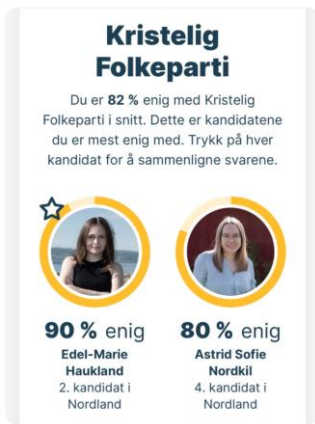 Kristelig
Folkeparti
Du er 82 % enig med Kristelig
Folkeparti i snitt. Dette er kandidatene
du er mest enig med. Trykk på hver
kandidat for å sammenligne svarene.
90 % enig
Edel-Marie
Haukland
2. kandidat i
Nordland
80 % enig
Astrid Sofie
Nordkil
4. kandidat i
Nordland